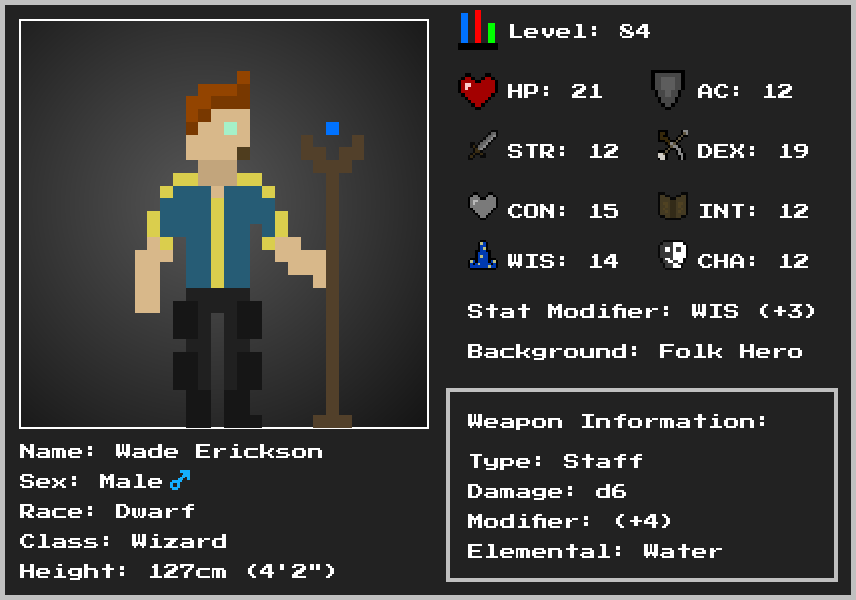 Level: 84
HP: 21
AC: 12
STR: 12
DEX: 19
CON: 15
INT: 12
WIS: 14
CHA: 12
Stat Modifier: WIS (+3)
Background: Folk Hero
Name: Wade Erickson
Sex: Male ♂
Race: Dwarf
Class: Wizard
Height: 127cm (4'2")
Weapon Information:
Type: Staff
Damage: d6
Modifier: (+4)
Elemental: Water